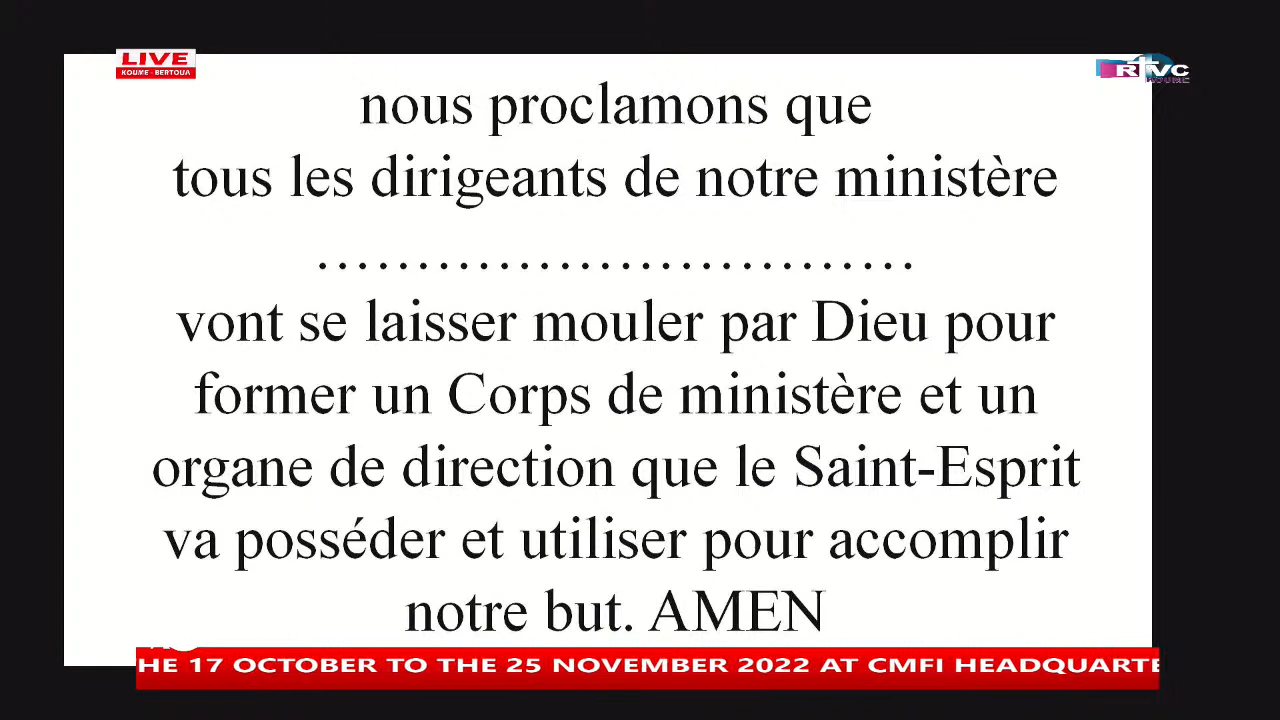 LIVE
KOUME - BERTOUA
RTVC
KOUME
nous proclamons que
tous les dirigeants de notre ministère
..............................
vont se laisser mouler par Dieu pour
former un Corps de ministère et un
organe de direction que le Saint-Esprit
va posséder et utiliser pour accomplir
notre but. AMEN
HE 17 OCTOBER TO THE 25 NOVEMBER 2022 AT CMFI HEADQUARTE